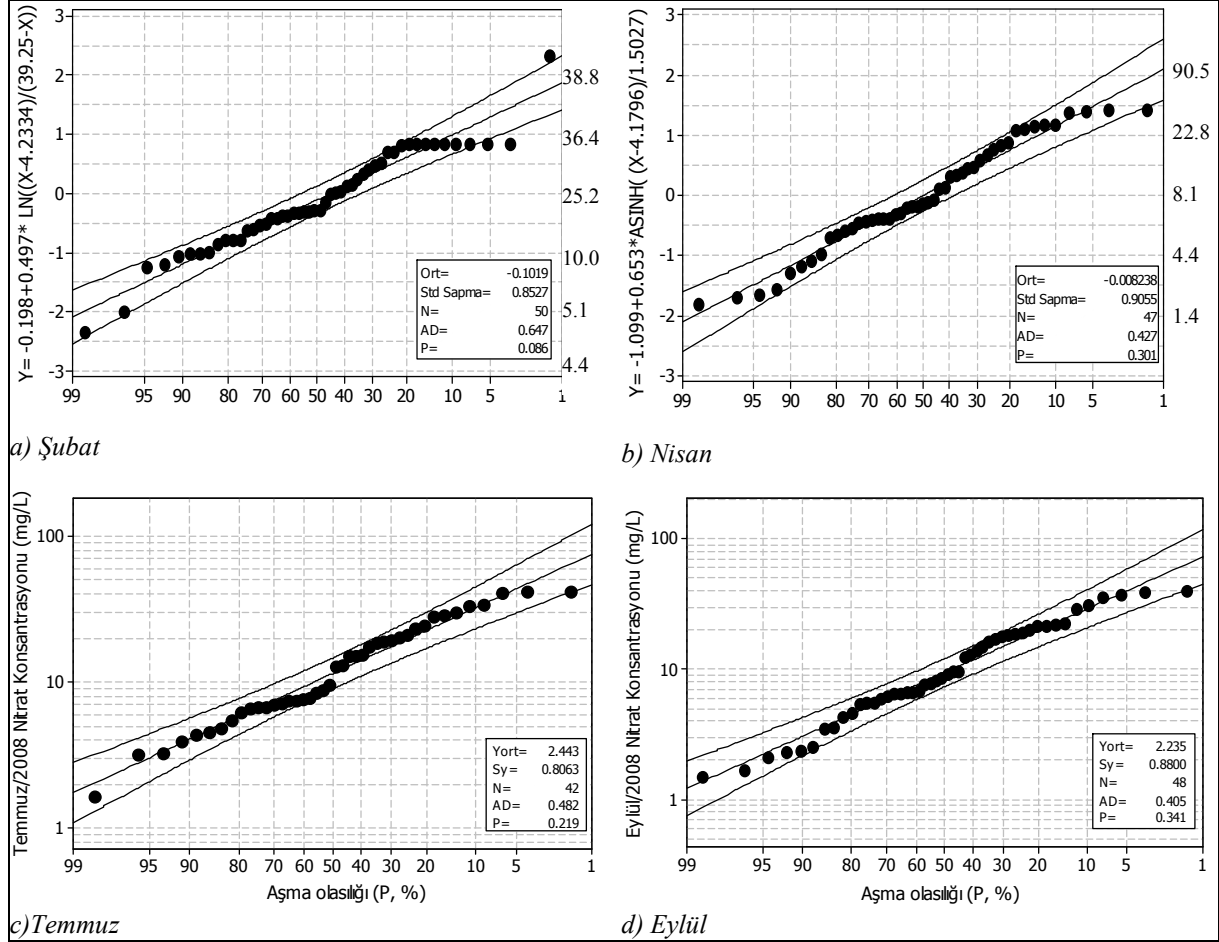 Y= -0.198+0.497* LN((X-4.2334)/(39.25-X))
3
2
1
0
-1
-2
-3
38.8
36.4
25.2
10.0
5.1
4.4
Ort= -0.1019
Std Sapma= 0.8527
N= 50
AD= 0.647
P= 0.086
99 95 90 80 70 60 50 40 30 20 10 5 1
a) Şubat
Y= -1.099+0.653*ASINH( (X-4.1796)/1.5027)
3
2
1
0
-1
-2
-3
90.5
22.8
8.1
4.4
1.4
Ort= -0.008238
Std Sapma= 0.9055
N= 47
AD= 0.427
P= 0.301
99 95 90 80 70 60 50 40 30 20 10 5 1
b) Nisan
Temmuz/2008 Nitrat Konsantrasyonu (mg/L)
100
10
1
Yort= 2.443
Sy= 0.8063
N= 42
AD= 0.482
P= 0.219
99 95 90 80 70 60 50 40 30 20 10 5 1
Aşma olasılığı (P, %)
c)Temmuz
Eylül/2008 Nitrat Konsantrasyonu (mg/L)
100
10
1
Yort= 2.235
Sy= 0.8800
N= 48
AD= 0.405
P= 0.341
99 95 90 80 70 60 50 40 30 20 10 5 1
Aşma olasılığı (P, %)
d) Eylül